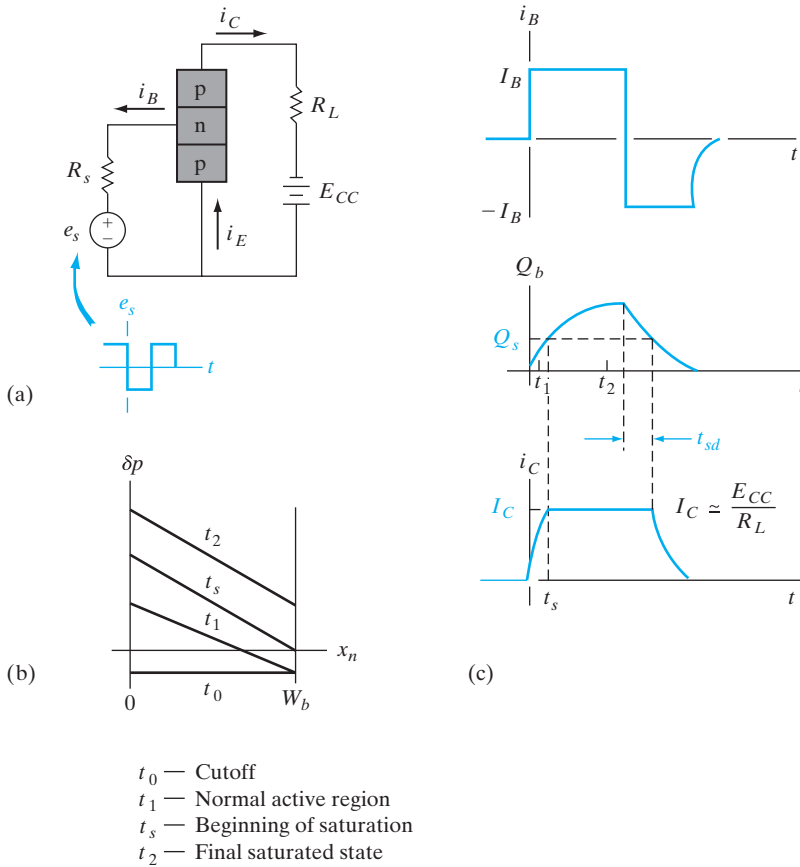 i_C
i_B
p
n
p
R_L
R_s
E_CC
e_s
+
−
i_E
e_s
t
(a)
δp
t_2
t_s
t_1
x_n
t_0
0
W_b
(b)
i_B
I_B
t
−I_B
Q_b
Q_s
t_1
t_2
t_sd
i_C
I_C
I_C ≃ E_CC / R_L
t_s
t
(c)
t_0 — Cutoff
t_1 — Normal active region
t_s — Beginning of saturation
t_2 — Final saturated state